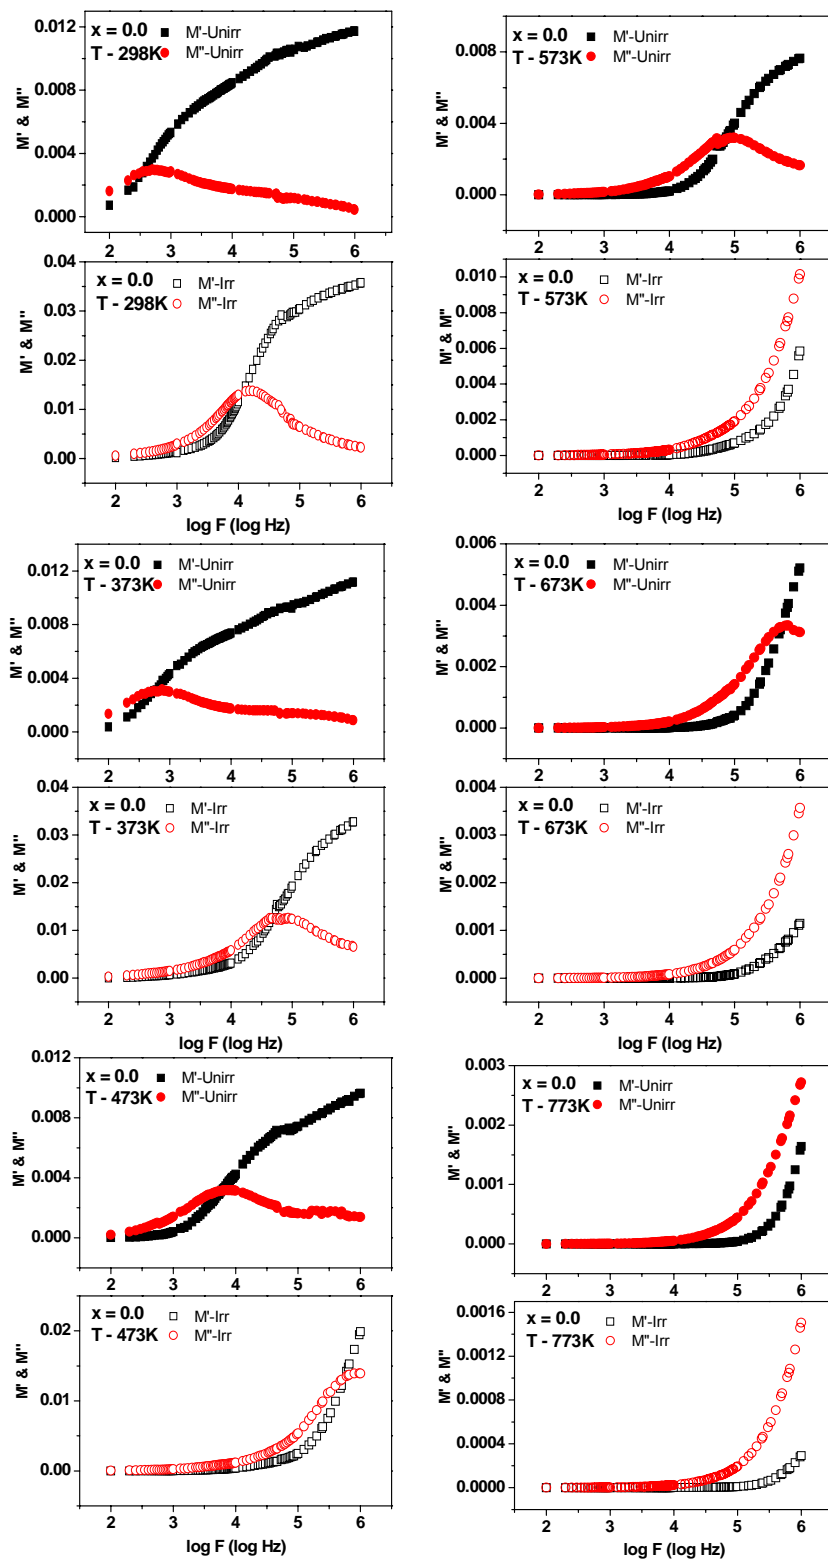 x = 0.0 M'-Unirr
T - 298K M''-Unirr
M' & M''
0.012
0.008
0.004
0.000
2 3 4 5 6
x = 0.0 M'-Irr
T - 298K M''-Irr
M' & M''
0.04
0.03
0.02
0.01
0.00
2 3 4 5 6
log F (log Hz)
x = 0.0 M'-Unirr
T - 373K M''-Unirr
M' & M''
0.012
0.008
0.004
0.000
2 3 4 5 6
x = 0.0 M'-Irr
T - 373K M''-Irr
M' & M''
0.04
0.03
0.02
0.01
0.00
2 3 4 5 6
log F (log Hz)
x = 0.0 M'-Unirr
T - 473K M''-Unirr
M' & M''
0.012
0.008
0.004
0.000
2 3 4 5 6
x = 0.0 M'-Irr
T - 473K M''-Irr
M' & M''
0.02
0.01
0.00
2 3 4 5 6
log F (log Hz)
x = 0.0 M'-Unirr
T - 573K M''-Unirr
M' & M''
0.008
0.004
0.000
2 3 4 5 6
x = 0.0 M'-Irr
T - 573K M''-Irr
M' & M''
0.010
0.008
0.006
0.004
0.002
0.000
2 3 4 5 6
log F (log Hz)
x = 0.0 M'-Unirr
T - 673K M''-Unirr
M' & M''
0.006
0.004
0.002
0.000
2 3 4 5 6
x = 0.0 M'-Irr
T - 673K M''-Irr
M' & M''
0.004
0.003
0.002
0.001
0.000
2 3 4 5 6
log F (log Hz)
x = 0.0 M'-Unirr
T - 773K M''-Unirr
M' & M''
0.003
0.002
0.001
0.000
2 3 4 5 6
x = 0.0 M'-Irr
T - 773K M''-Irr
M' & M''
0.0016
0.0012
0.0008
0.0004
0.0000
2 3 4 5 6
log F (log Hz)